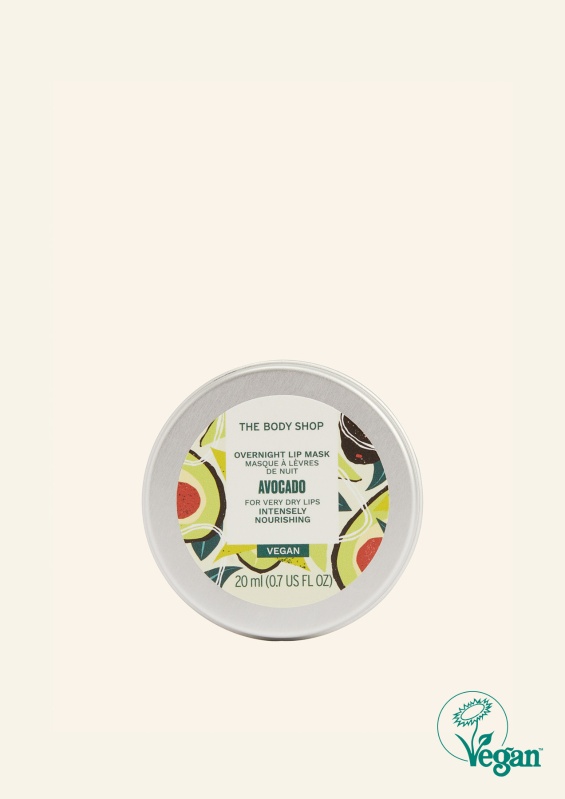 THE BODY SHOP
OVERNIGHT LIP MASK
MASQUE À LÈVRES
DE NUIT
AVOCADO
FOR VERY DRY LIPS
INTENSELY
NOURISHING
VEGAN
20 ml (0.7 US FL OZ)
Vegan™